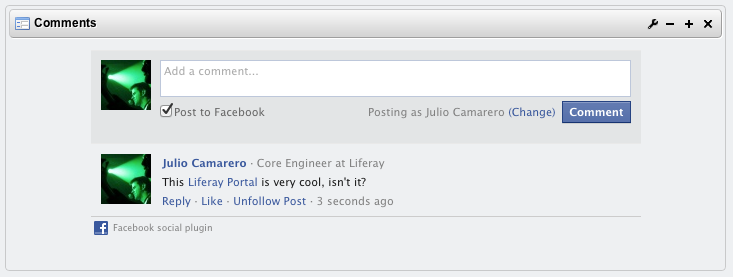 Comments
Add a comment...
Post to Facebook Posting as Julio Camarero (Change) Comment
Julio Camarero · Core Engineer at Liferay
This Liferay Portal is very cool, isn't it?
Reply · Like · Unfollow Post · 3 seconds ago
Facebook social plugin